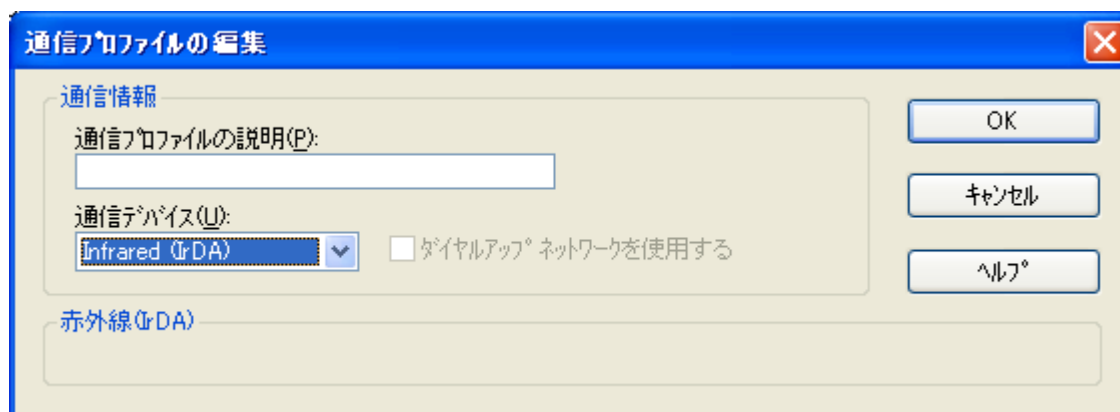 通信プロファイルの編集
通信情報
OK
通信プロファイルの説明(P):
キャンセル
通信デバイス(U):
Infrared (IrDA)
ダイヤルアップ ネットワークを使用する
ヘルプ
赤外線(IrDA)